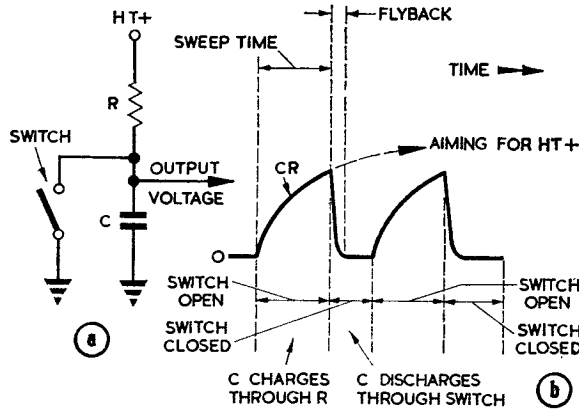 HT+
R
SWITCH
OUTPUT
VOLTAGE
C
a
FLYBACK
SWEEP TIME
TIME
AIMING FOR HT+
CR
SWITCH
OPEN
SWITCH
CLOSED
SWITCH
OPEN
SWITCH
CLOSED
C CHARGES
THROUGH R
C DISCHARGES
THROUGH SWITCH
b